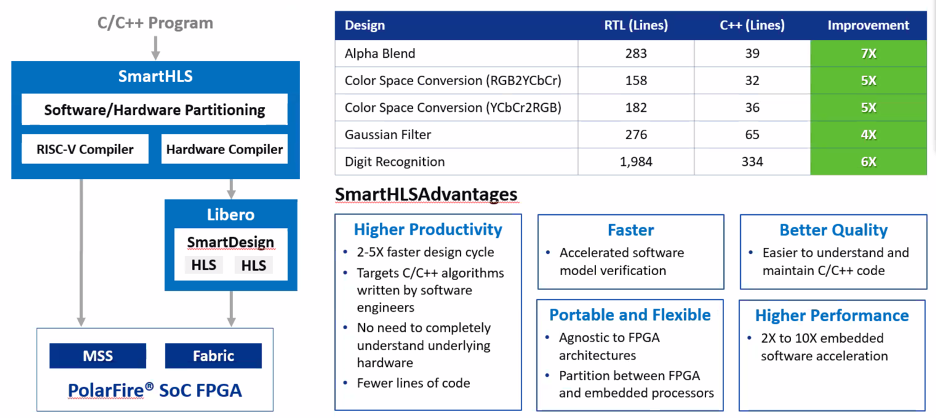 C/C++ Program
SmartHLS
Software/Hardware Partitioning
RISC-V Compiler
Hardware Compiler
Libero
SmartDesign
HLS
HLS
MSS
Fabric
PolarFire® SoC FPGA
Design RTL (Lines) C++ (Lines) Improvement
Alpha Blend 283 39 7X
Color Space Conversion (RGB2YCbCr) 158 32 5X
Color Space Conversion (YCbCr2RGB) 182 36 5X
Gaussian Filter 276 65 4X
Digit Recognition 1,984 334 6X
SmartHLSAdvantages
Higher Productivity
• 2-5X faster design cycle
• Targets C/C++ algorithms
written by software
engineers
• No need to completely
understand underlying
hardware
• Fewer lines of code
Faster
• Accelerated software
model verification
Better Quality
• Easier to understand and
maintain C/C++ code
Portable and Flexible
• Agnostic to FPGA
architectures
• Partition between FPGA
and embedded processors
Higher Performance
• 2X to 10X embedded
software acceleration